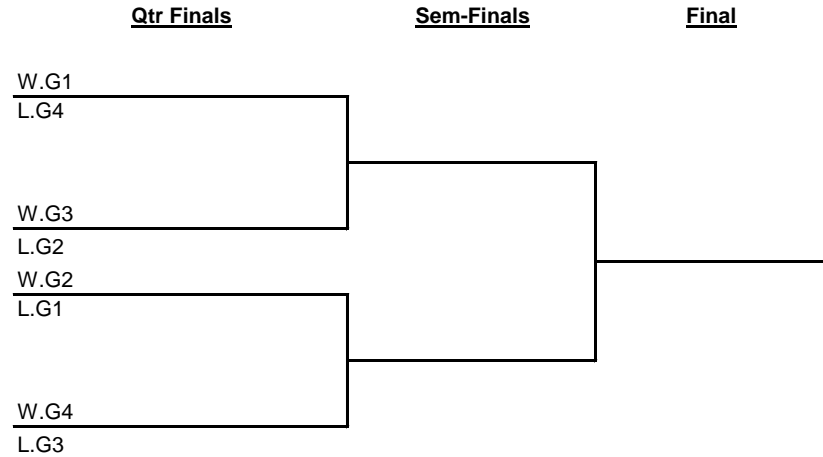 Qtr Finals Sem-Finals Final
W.G1
L.G4
W.G3
L.G2
W.G2
L.G1
W.G4
L.G3